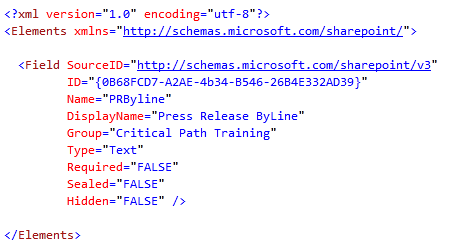 <?xml version="1.0" encoding="utf-8"?>
<Elements xmlns="http://schemas.microsoft.com/sharepoint/">
<Field SourceID="http://schemas.microsoft.com/sharepoint/v3"
ID="{0B68FCD7-A2AE-4b34-B546-26B4E332AD39}"
Name="PRByline"
DisplayName="Press Release ByLine"
Group="Critical Path Training"
Type="Text"
Required="FALSE"
Sealed="FALSE"
Hidden="FALSE" />
</Elements>